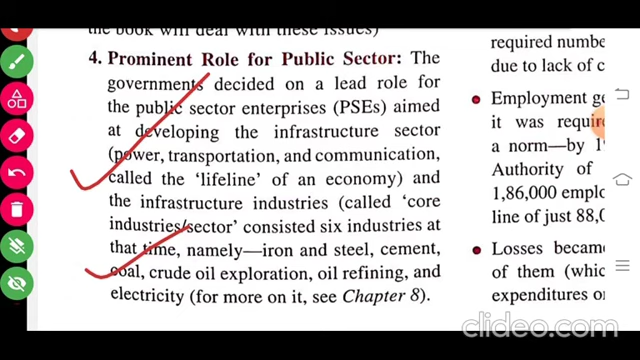 the book will deal with these issues)
4. Prominent Role for Public Sector: The
governments decided on a lead role for
the public sector enterprises (PSEs) aimed
at developing the infrastructure sector
(power, transportation, and communication,
called the ‘lifeline’ of an economy) and
the infrastructure industries (called ‘core
industries/sector’ consisted six industries at
that time, namely—iron and steel, cement,
coal, crude oil exploration, oil refining, and
electricity (for more on it, see Chapter 8).
required numbe
due to lack of c
Employment ge
it was require
a norm—by 1
Authority of
1,86,000 emplo
line of just 88,0
Losses becam
of them (whic
expenditures or
clideo.com